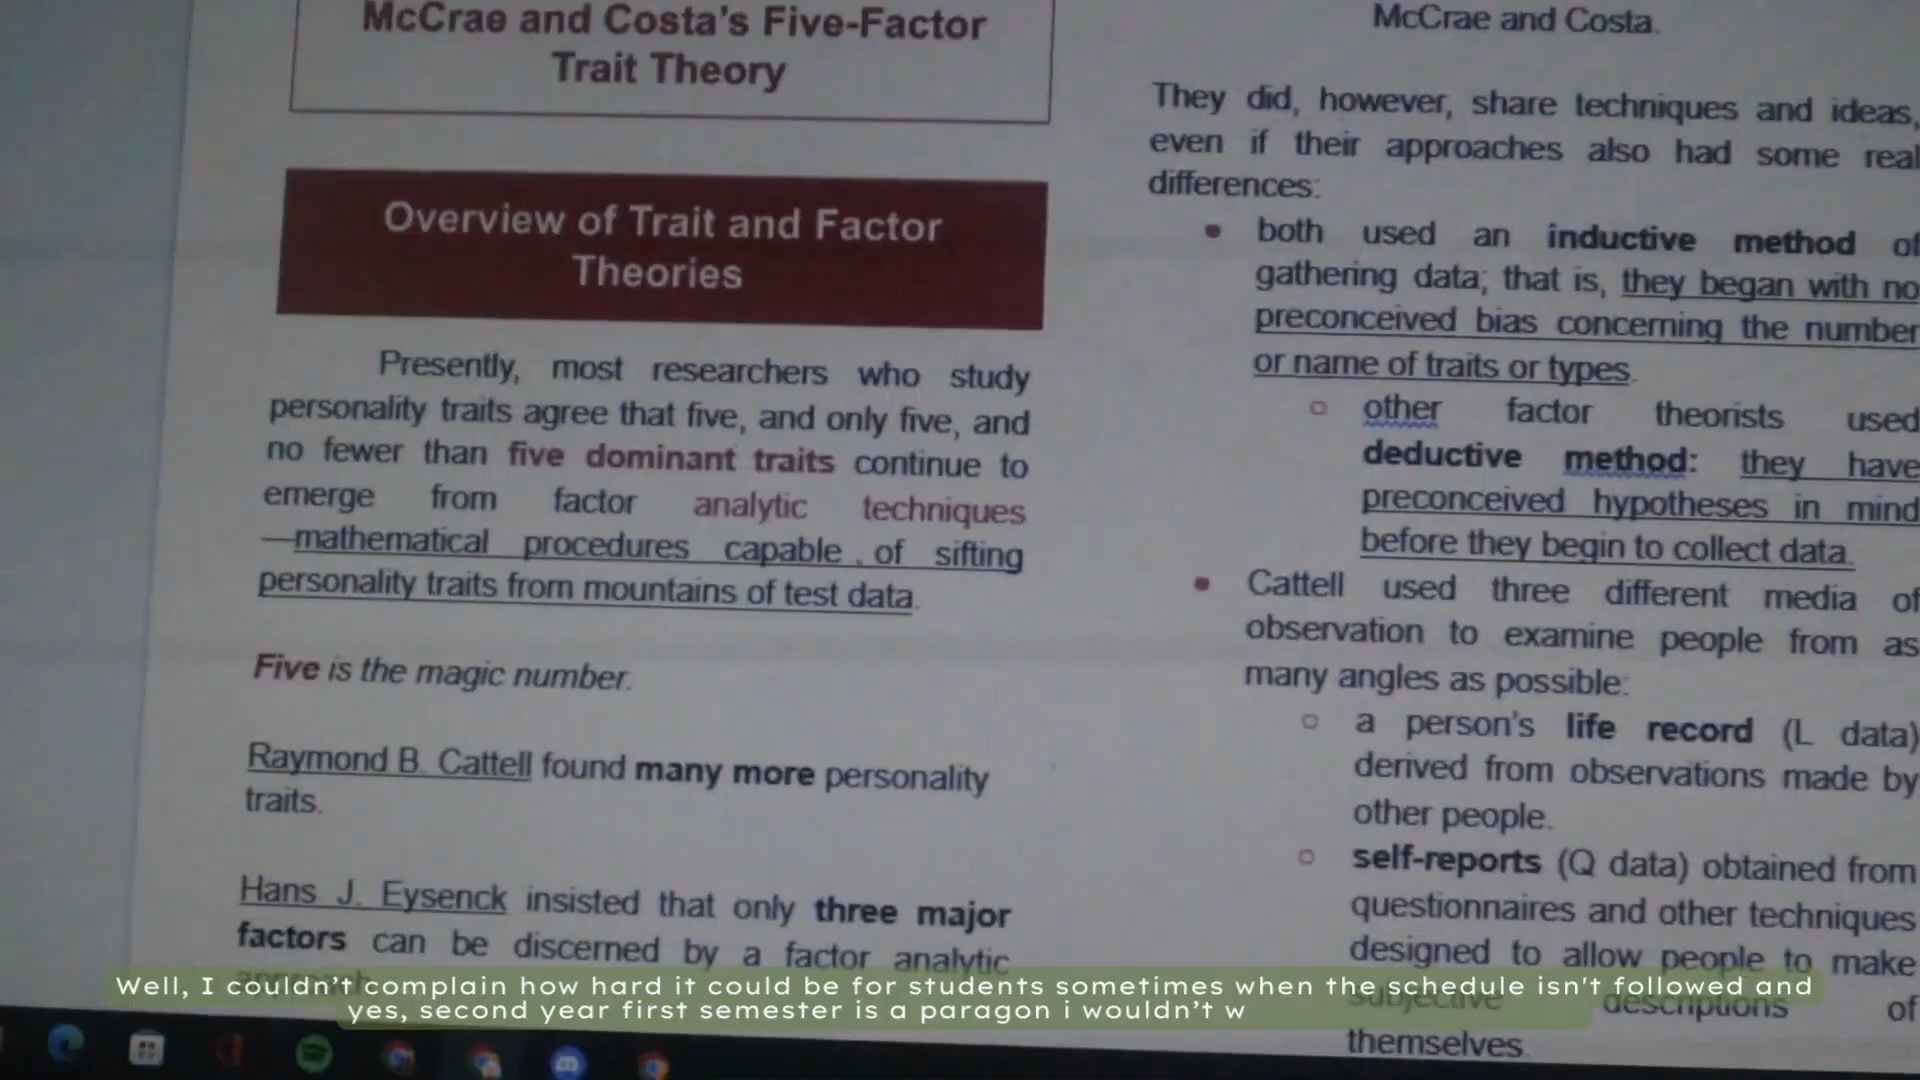 McCrae and Costa's Five-Factor
Trait Theory
Overview of Trait and Factor
Theories
Presently, most researchers who study
personality traits agree that five, and only five, and
no fewer than five dominant traits continue to
emerge from factor analytic techniques
—mathematical procedures capable of sifting
personality traits from mountains of test data.
Five is the magic number.
Raymond B. Cattell found many more personality
traits.
Hans J. Eysenck insisted that only three major
factors can be discerned by a factor analytic
approach.
McCrae and Costa.
They did, however, share techniques and ideas,
even if their approaches also had some real
differences:
• both used an inductive method of
gathering data; that is, they began with no
preconceived bias concerning the number
or name of traits or types.
○ other factor theorists used
deductive method: they have
preconceived hypotheses in mind
before they begin to collect data.
• Cattell used three different media of
observation to examine people from as
many angles as possible:
○ a person's life record (L data)
derived from observations made by
other people.
○ self-reports (Q data) obtained from
questionnaires and other techniques
designed to allow people to make
subjective descriptions of
themselves
Well, I couldn't complain how hard it could be for students sometimes when the schedule isn't followed and
yes, second year first semester is a paragon i wouldn't w